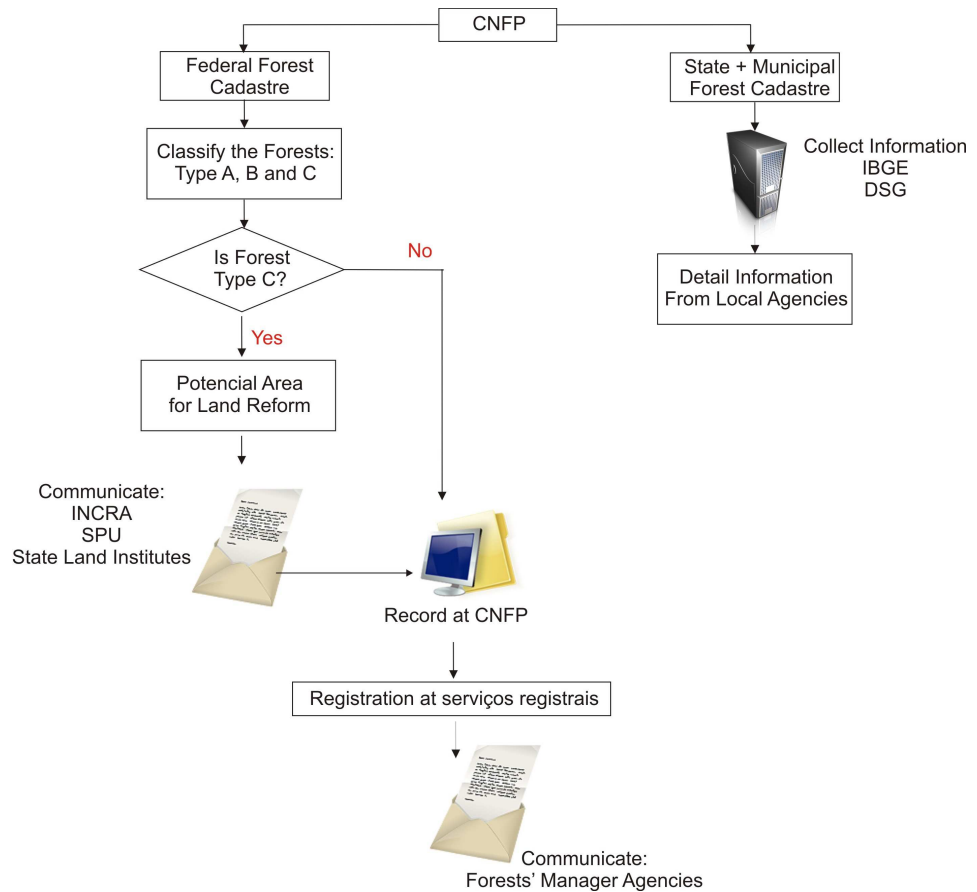 CNFP
Federal Forest
Cadastre
State + Municipal
Forest Cadastre
Classify the Forests:
Type A, B and C
Collect Information
IBGE
DSG
Is Forest
Type C?
No
Detail Information
From Local Agencies
Yes
Potencial Area
for Land Reform
Communicate:
INCRA
SPU
State Land Institutes
Record at CNFP
Registration at serviços registrais
Communicate:
Forests’ Manager Agencies